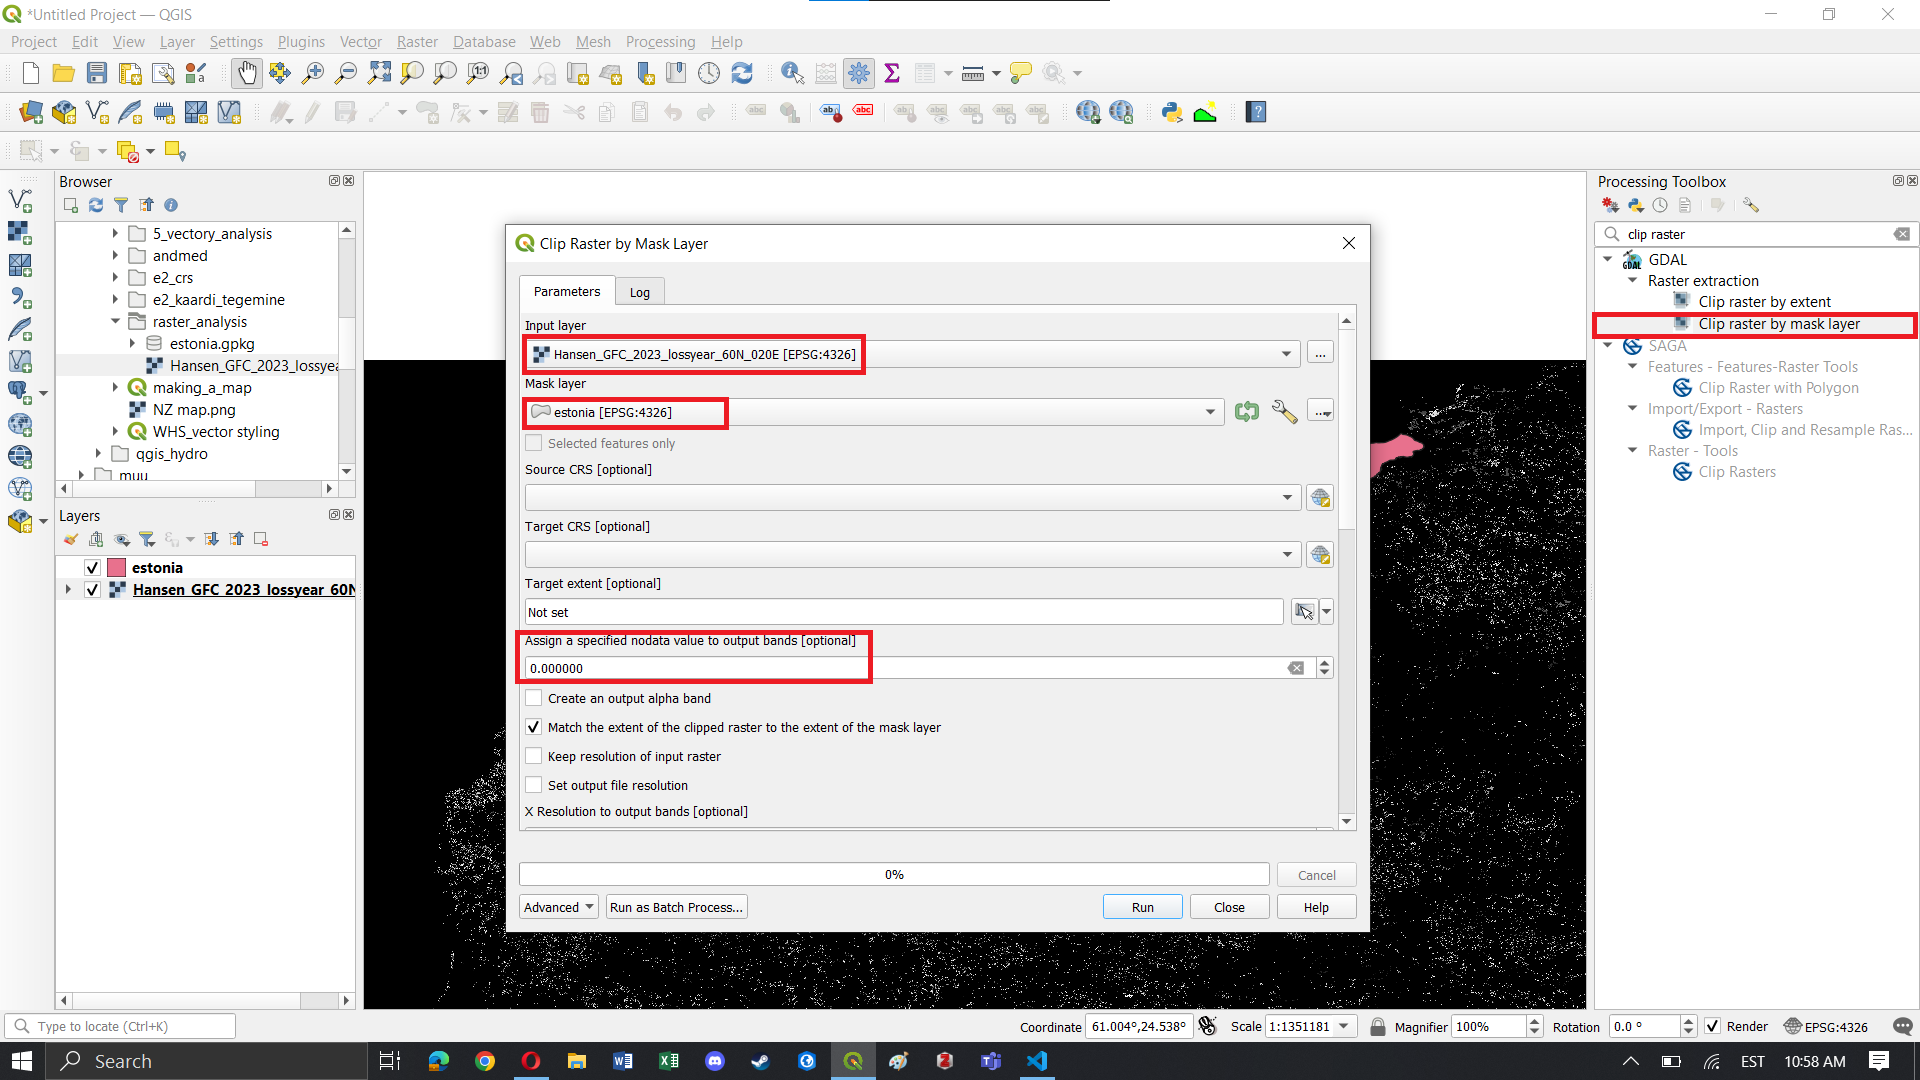 *Untitled Project — QGIS
Project Edit View Layer Settings Plugins Vector Raster Database Web Mesh Processing Help
Browser
5_vectory_analysis
andmed
e2_crs
e2_kaardi_tegemine
raster_analysis
estonia.gpkg
Hansen_GFC_2023_lossyea
making_a_map
NZ map.png
WHS_vector styling
qgis_hydro
muu
Layers
estonia
Hansen_GFC_2023_lossyear_60N
Clip Raster by Mask Layer
Parameters Log
Input layer
Hansen_GFC_2023_lossyear_60N_020E [EPSG:4326]
Mask layer
estonia [EPSG:4326]
Selected features only
Source CRS [optional]
Target CRS [optional]
Target extent [optional]
Not set
Assign a specified nodata value to output bands [optional]
0.000000
Create an output alpha band
Match the extent of the clipped raster to the extent of the mask layer
Keep resolution of input raster
Set output file resolution
X Resolution to output bands [optional]
0%
Cancel
Advanced Run as Batch Process... Run Close Help
Processing Toolbox
clip raster
GDAL
Raster extraction
Clip raster by extent
Clip raster by mask layer
SAGA
Features - Features-Raster Tools
Clip Raster with Polygon
Import/Export - Rasters
Import, Clip and Resample Ras...
Raster - Tools
Clip Rasters
Type to locate (Ctrl+K) Coordinate 61.004°,24.538° Scale 1:1351181 Magnifier 100% Rotation 0.0 ° Render EPSG:4326
Search EST 10:58 AM